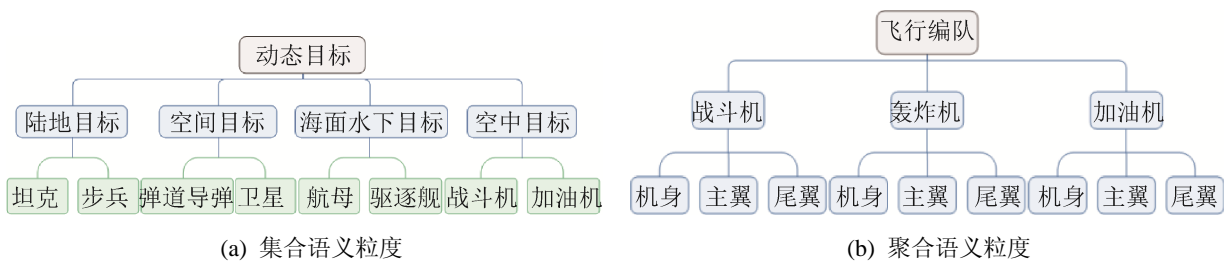 动态目标
陆地目标 空间目标 海面水下目标 空中目标
坦克 步兵 弹道导弹 卫星 航母 驱逐舰 战斗机 加油机
(a) 集合语义粒度
飞行编队
战斗机 轰炸机 加油机
机身 主翼 尾翼 机身 主翼 尾翼 机身 主翼 尾翼
(b) 聚合语义粒度